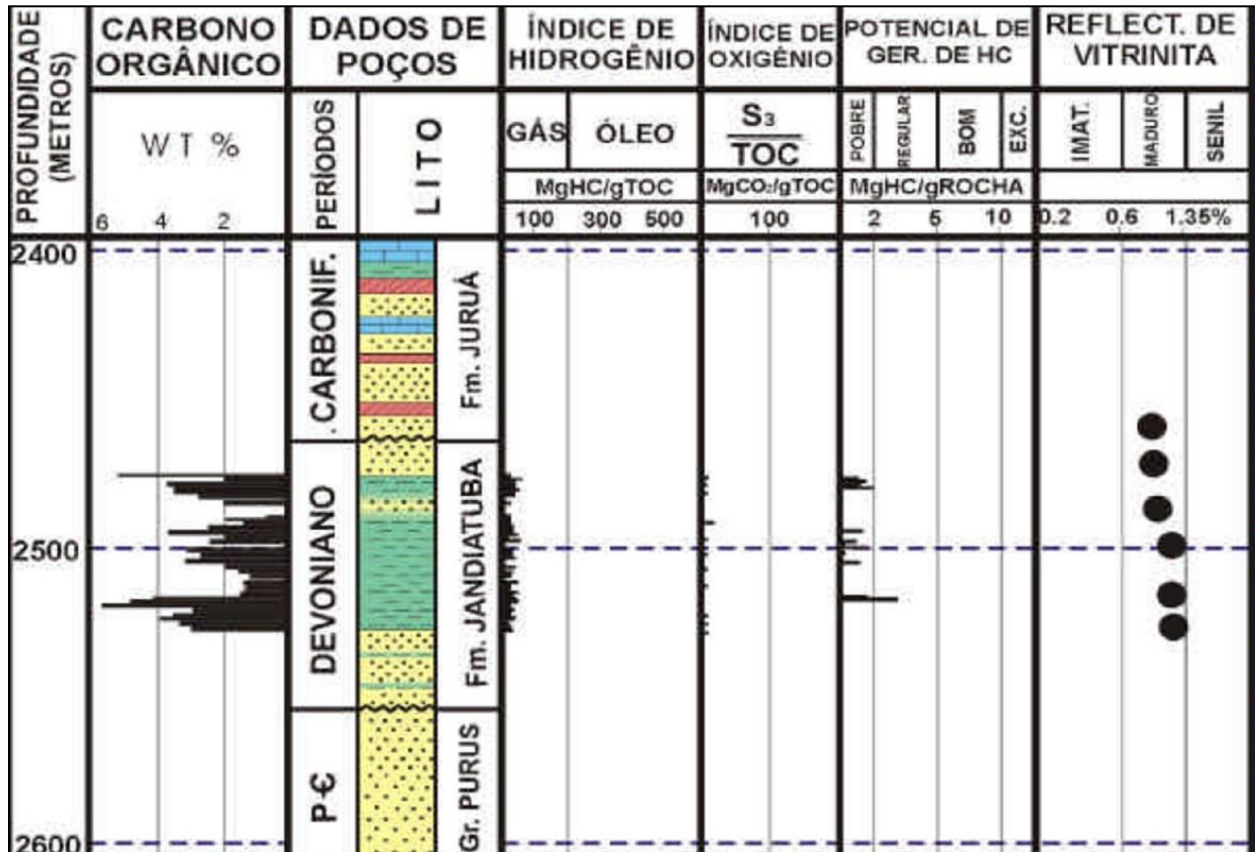 PROFUNDIDADE
(METROS)
CARBONO
ORGÂNICO
WT %
6 4 2
DADOS DE
POÇOS
PERÍODOS
LITO
ÍNDICE DE
HIDROGÊNIO
GÁS ÓLEO
MgHC/gTOC
100 300 500
ÍNDICE DE
OXIGÊNIO
S₃
TOC
MgCO₂/gTOC
100
POTENCIAL DE
GER. DE HC
POBRE
REGULAR
BOM
EXC.
MgHC/gROCHA
2 6 10
REFLECT. DE
VITRINITA
IMAT.
MADURO
SENIL
0.2 0.6 1.35%
2400
2500
2600
CARBONIF.
DEVONIANO
P-Є
Fm. JURUÁ
Fm. JANDIATUBA
Gr. PURUS